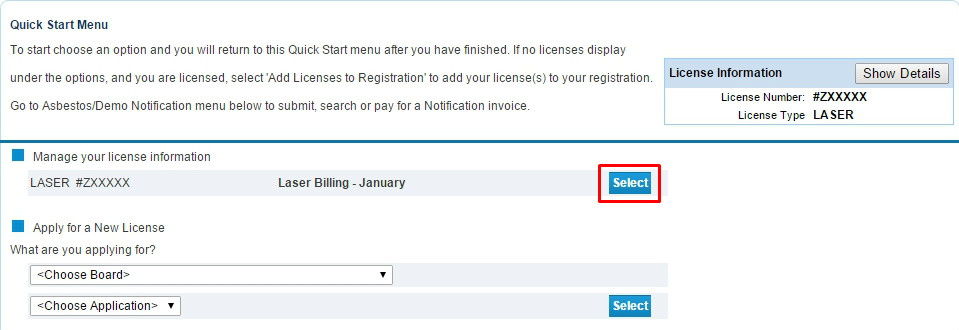 Quick Start Menu
To start choose an option and you will return to this Quick Start menu after you have finished. If no licenses display
under the options, and you are licensed, select 'Add Licenses to Registration' to add your license(s) to your registration.
Go to Asbestos/Demo Notification menu below to submit, search or pay for a Notification invoice.
License Information Show Details
License Number: #ZXXXXX
License Type LASER
Manage your license information
LASER #ZXXXXX Laser Billing - January Select
Apply for a New License
What are you applying for?
<Choose Board>
<Choose Application> Select